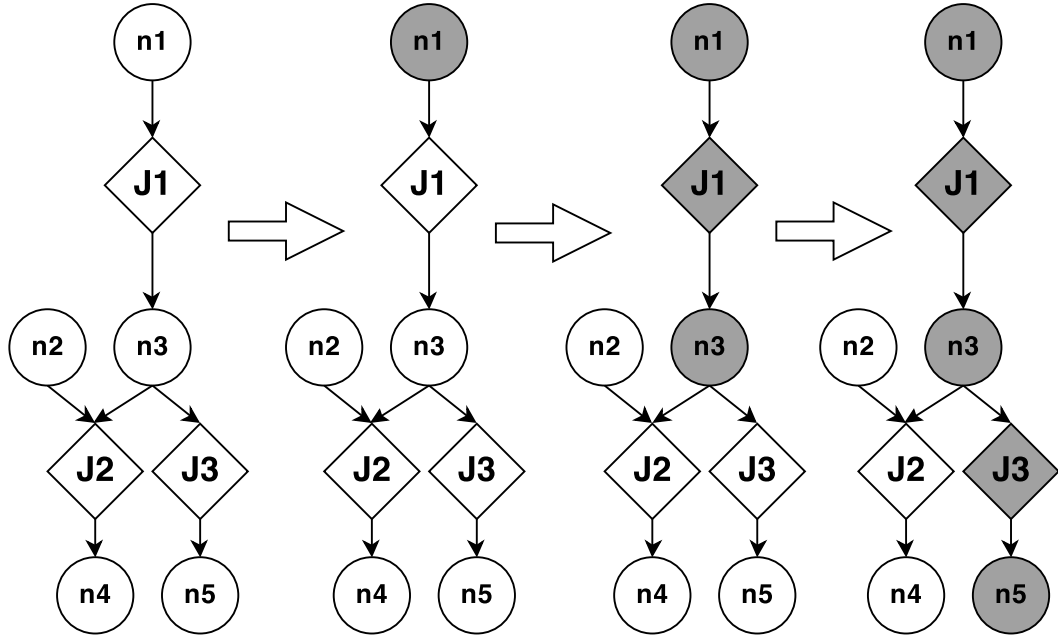 n1 n1 n1 n1
J1 J1 J1 J1
n2 n3 n2 n3 n2 n3 n2 n3
J2 J3 J2 J3 J2 J3 J2 J3
n4 n5 n4 n5 n4 n5 n4 n5